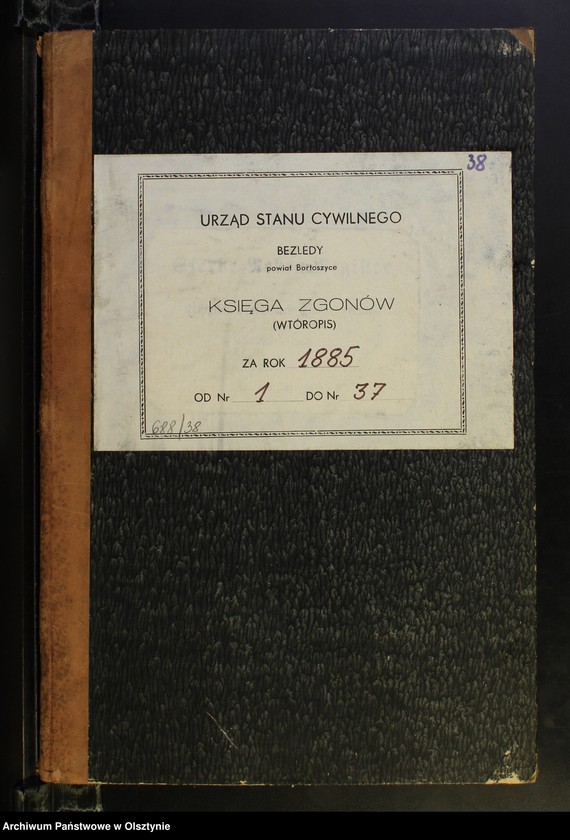 38
URZĄD STANU CYWILNEGO
BEZLEDY
powiat Bartoszyce
KSIĘGA ZGONÓW
(WTÓROPIS)
ZA ROK 1885
OD Nr 1 DO Nr 37
688/38
Archiwum Państwowe w Olsztynie